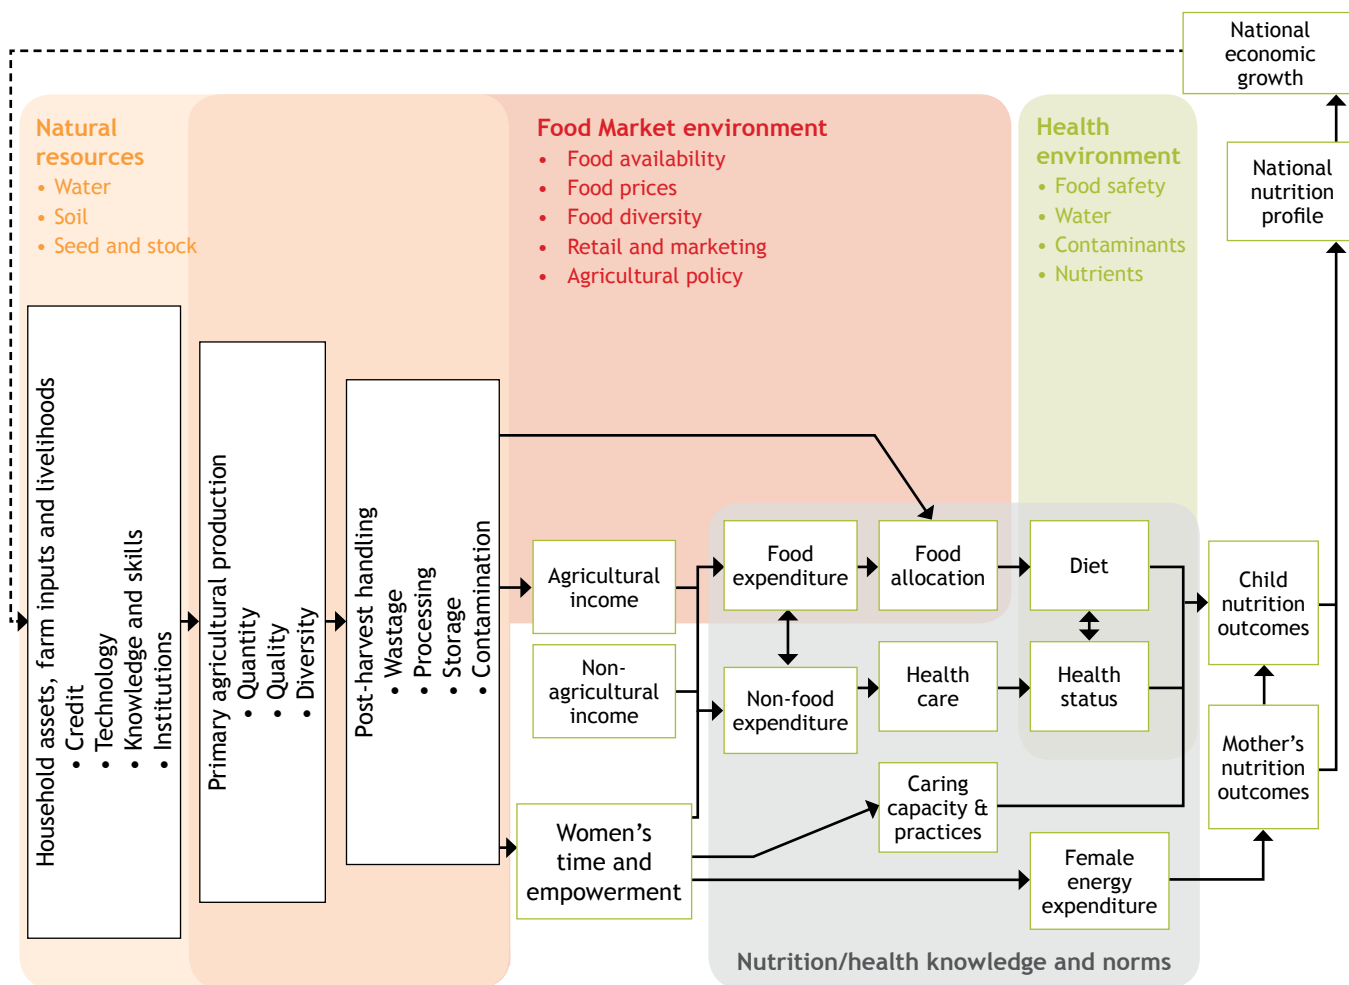 National
economic
growth
Natural
resources
• Water
• Soil
• Seed and stock
Food Market environment
• Food availability
• Food prices
• Food diversity
• Retail and marketing
• Agricultural policy
Health
environment
• Food safety
• Water
• Contaminants
• Nutrients
National
nutrition
profile
Household assets, farm inputs and livelihoods
• Credit
• Technology
• Knowledge and skills
• Institutions
Primary agricultural production
• Quantity
• Quality
• Diversity
Post-harvest handling
• Wastage
• Processing
• Storage
• Contamination
Agricultural
income
Non-
agricultural
income
Women’s
time and
empowerment
Food
expenditure
Food
allocation
Diet
Non-food
expenditure
Health
care
Health
status
Caring
capacity &
practices
Female
energy
expenditure
Child
nutrition
outcomes
Mother’s
nutrition
outcomes
Nutrition/health knowledge and norms